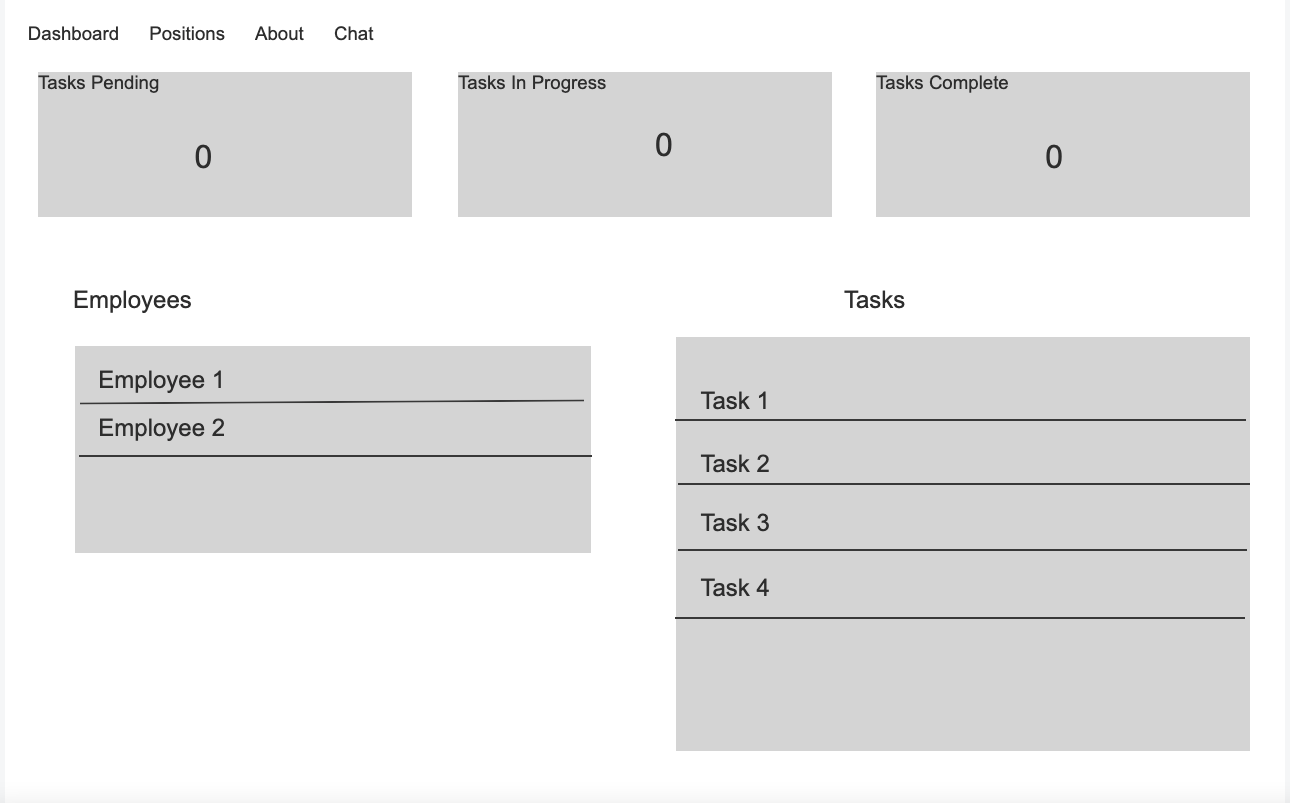 Dashboard Positions About Chat
Tasks Pending
0
Tasks In Progress
0
Tasks Complete
0
Employees
Employee 1
Employee 2
Tasks
Task 1
Task 2
Task 3
Task 4